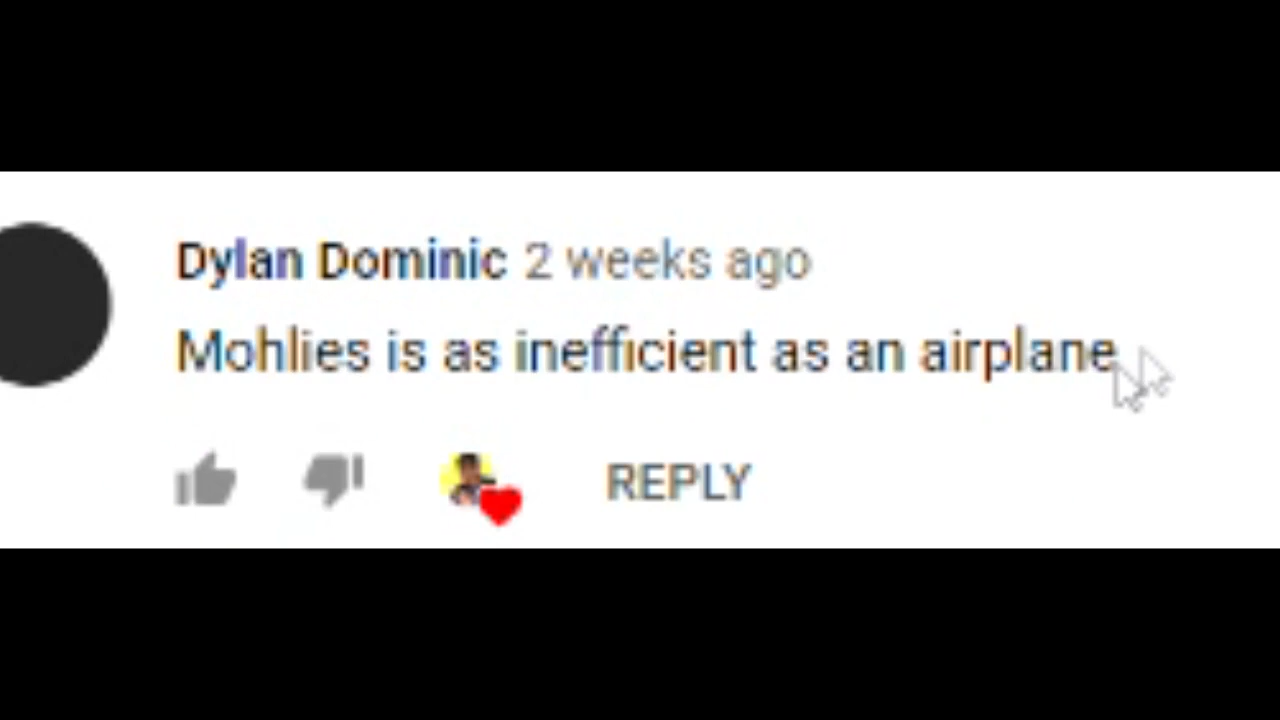 Dylan Dominic 2 weeks ago
Mohlies is as inefficient as an airplane
REPLY